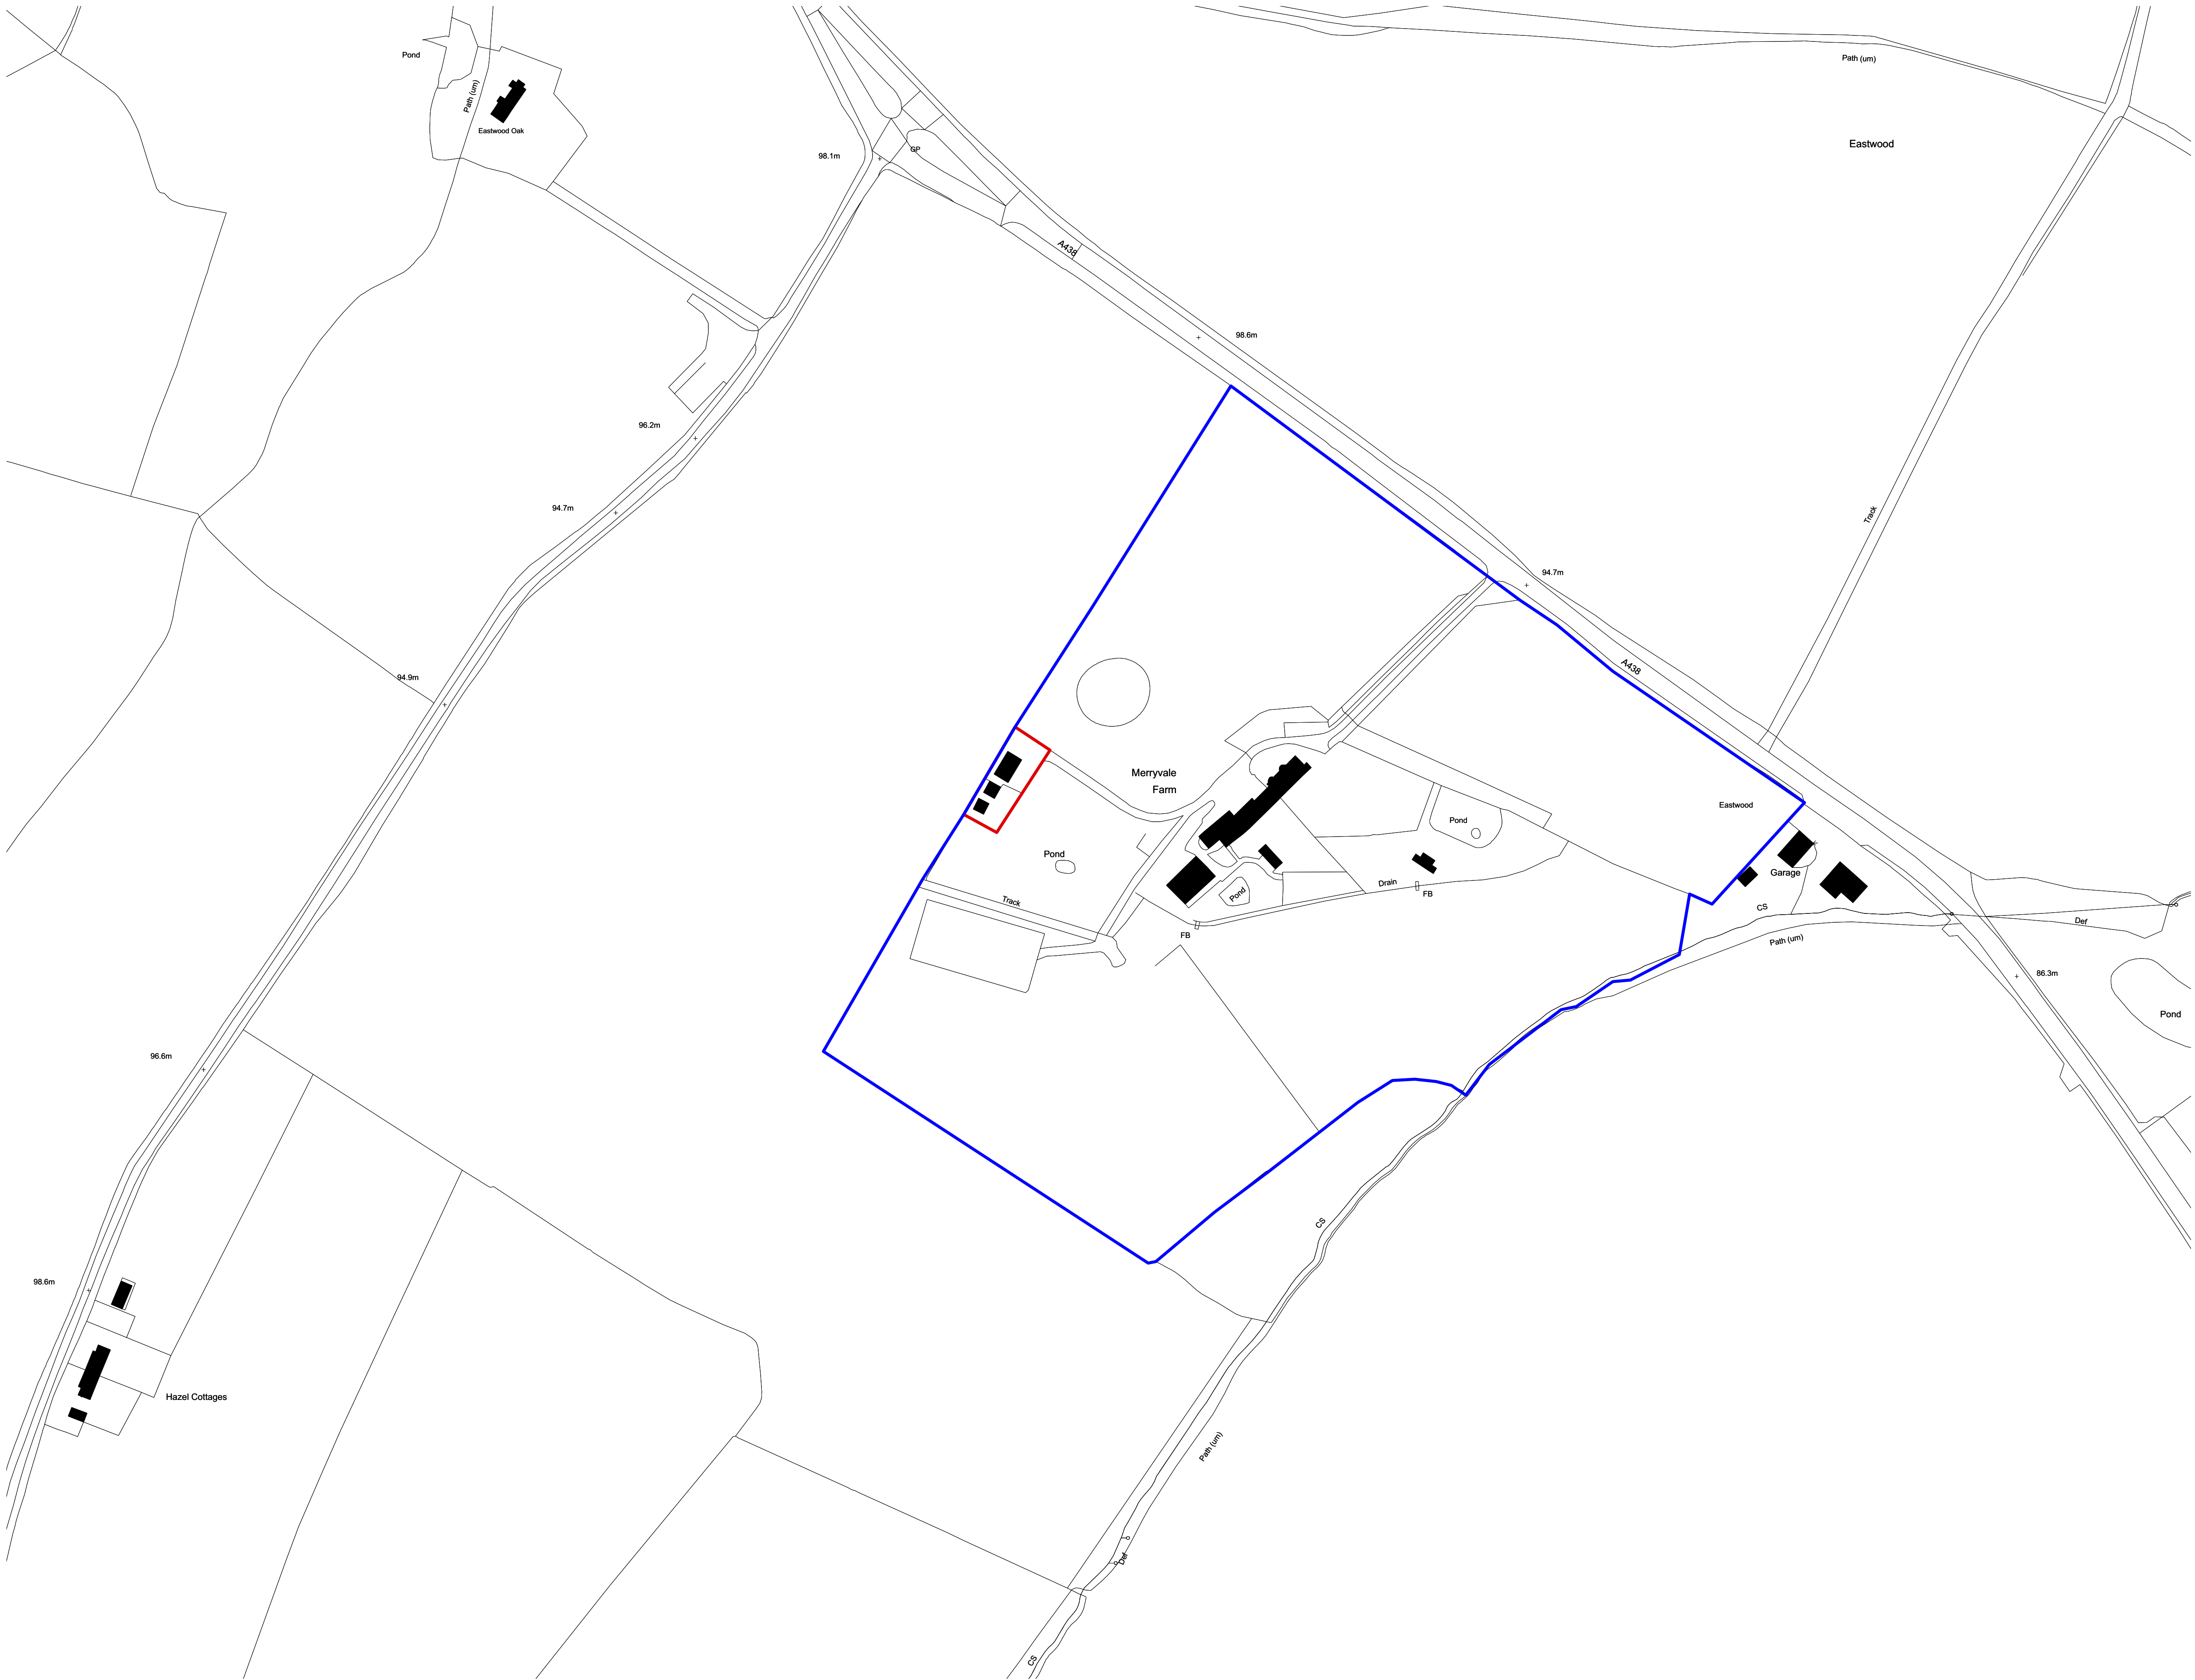 Pond
Path (um)
Eastwood Oak
98.1m
GP
A438
Path (um)
Eastwood
98.6m
96.2m
94.7m
Track
94.7m
94.9m
A438
Merryvale
Farm
Eastwood
Pond
Pond
Garage
Drain
FB
Pond
Track
CS
FB
Path (um)
Def
86.3m
Pond
96.6m
CS
98.6m
Hazel Cottages
Path (um)
Def
CS